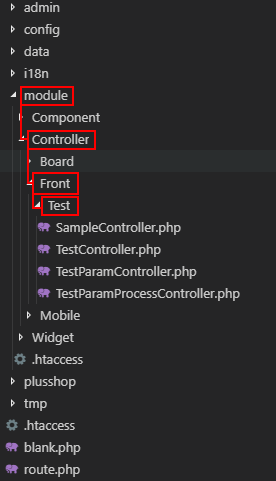 admin
config
data
i18n
module
Component
Controller
Board
Front
Test
SampleController.php
TestController.php
TestParamController.php
TestParamProcessController.php
Mobile
Widget
.htaccess
plusshop
tmp
.htaccess
blank.php
route.php